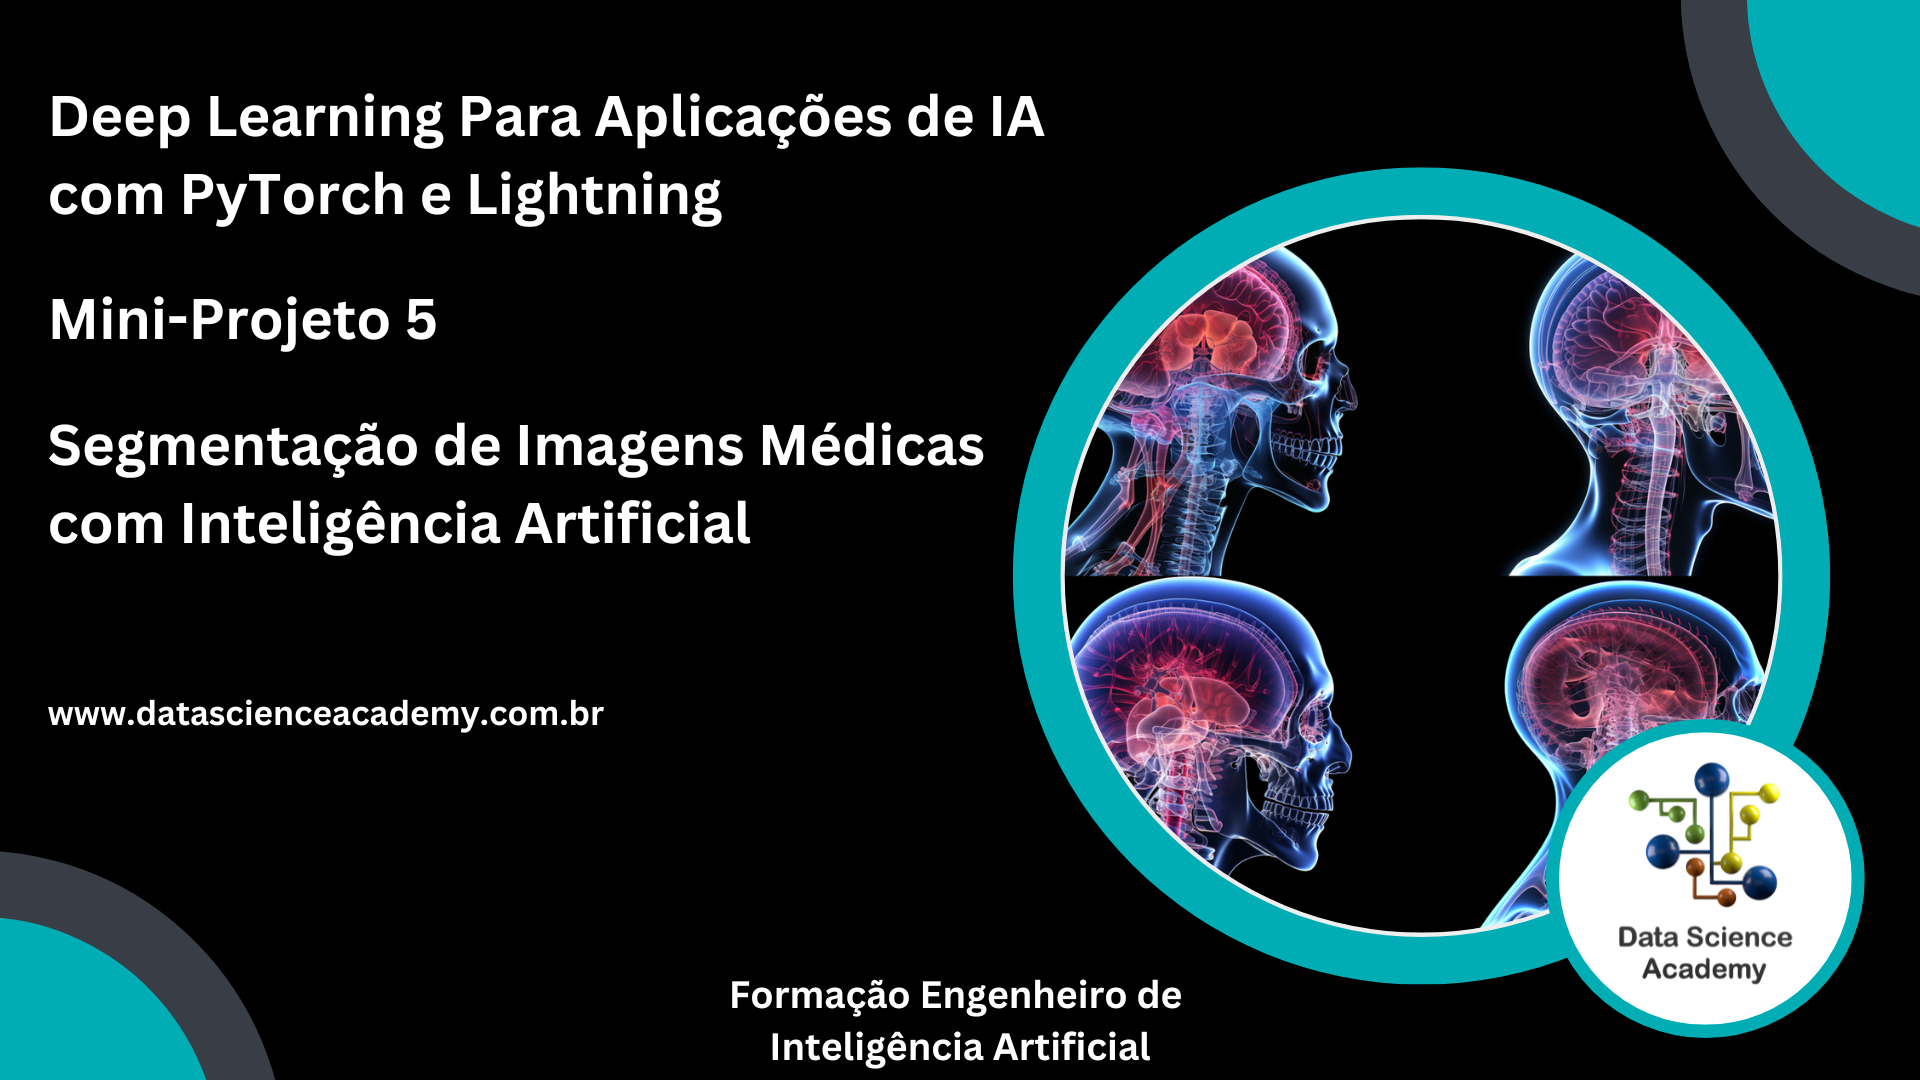 Deep Learning Para Aplicações de IA
com PyTorch e Lightning
Mini-Projeto 5
Segmentação de Imagens Médicas
com Inteligência Artificial
www.datascienceacademy.com.br
Data Science
Academy
Formação Engenheiro de
Inteligência Artificial